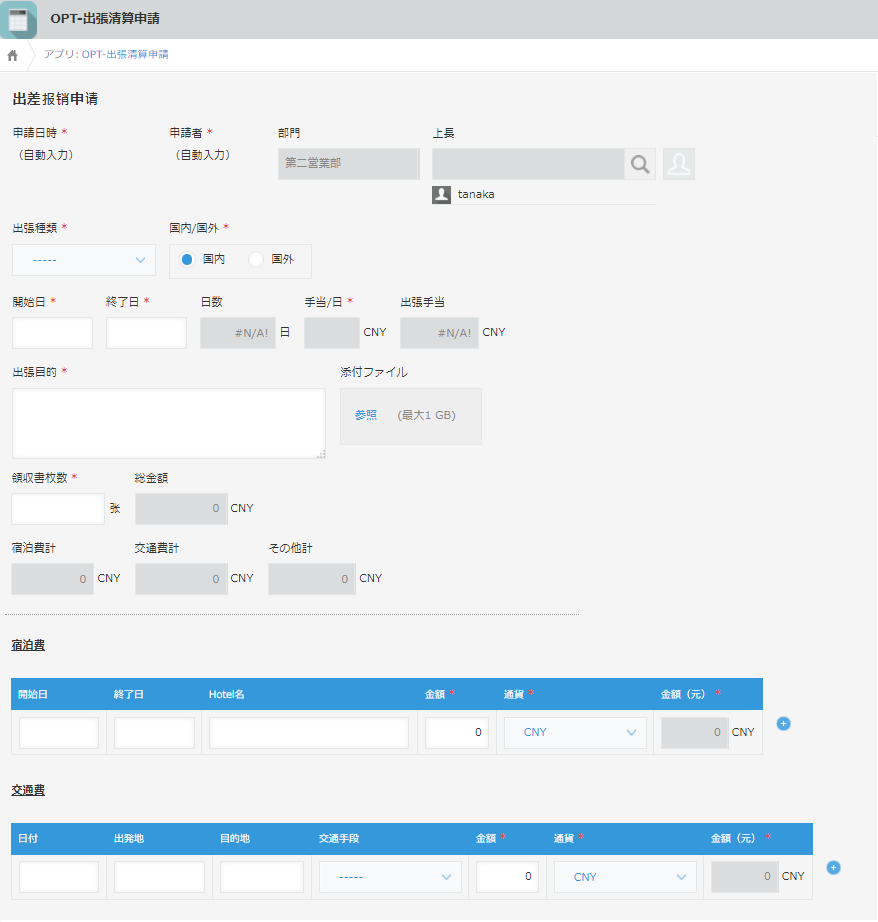 OPT-出張清算申請
アプリ: OPT-出張清算申請
出差报销申请
申請日時 * 申請者 * 部門 上長
（自動入力） （自動入力） 第二営業部
tanaka
出張種類 * 国内/国外 *
----- 国内 国外
開始日 * 終了日 * 日数 手当/日 * 出張手当
#N/A! 日 CNY #N/A! CNY
出張目的 * 添付ファイル
参照 (最大1 GB)
領収書枚数 * 総金額
张 0 CNY
宿泊費計 交通費計 その他計
0 CNY 0 CNY 0 CNY
宿泊費
開始日 終了日 Hotel名 金額 * 通貨 * 金額（元） *
0 CNY 0 CNY
交通費
日付 出発地 目的地 交通手段 金額 * 通貨 * 金額（元） *
----- 0 CNY 0 CNY